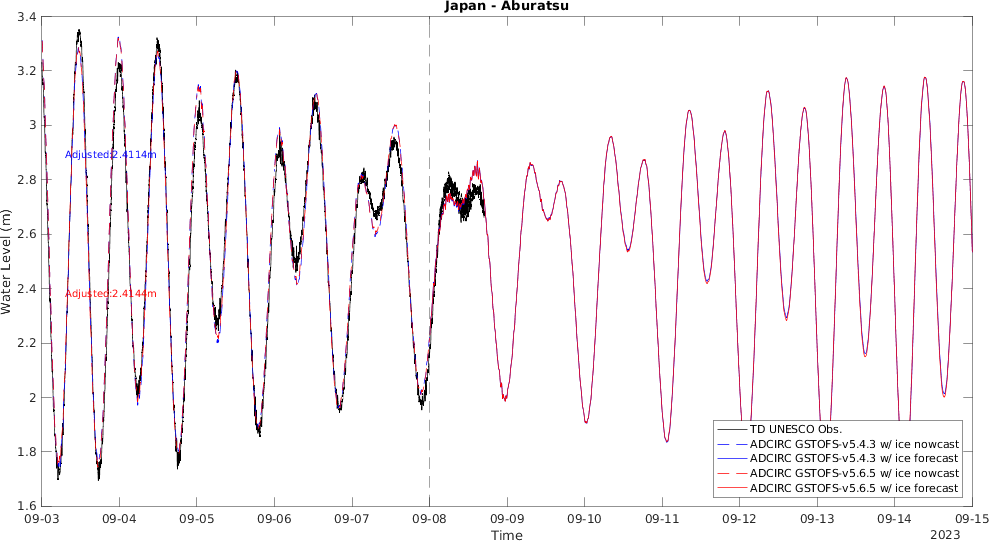 Japan - Aburatsu
3.4
3.2
3
2.8
2.6
2.4
2.2
2
1.8
1.6
Water Level (m)
Adjusted:2.4114m
Adjusted:2.4144m
TD UNESCO Obs.
ADCIRC GSTOFS-v5.4.3 w/ ice nowcast
ADCIRC GSTOFS-v5.4.3 w/ ice forecast
ADCIRC GSTOFS-v5.6.5 w/ ice nowcast
ADCIRC GSTOFS-v5.6.5 w/ ice forecast
09-03 09-04 09-05 09-06 09-07 09-08 09-09 09-10 09-11 09-12 09-13 09-14 09-15
Time
2023